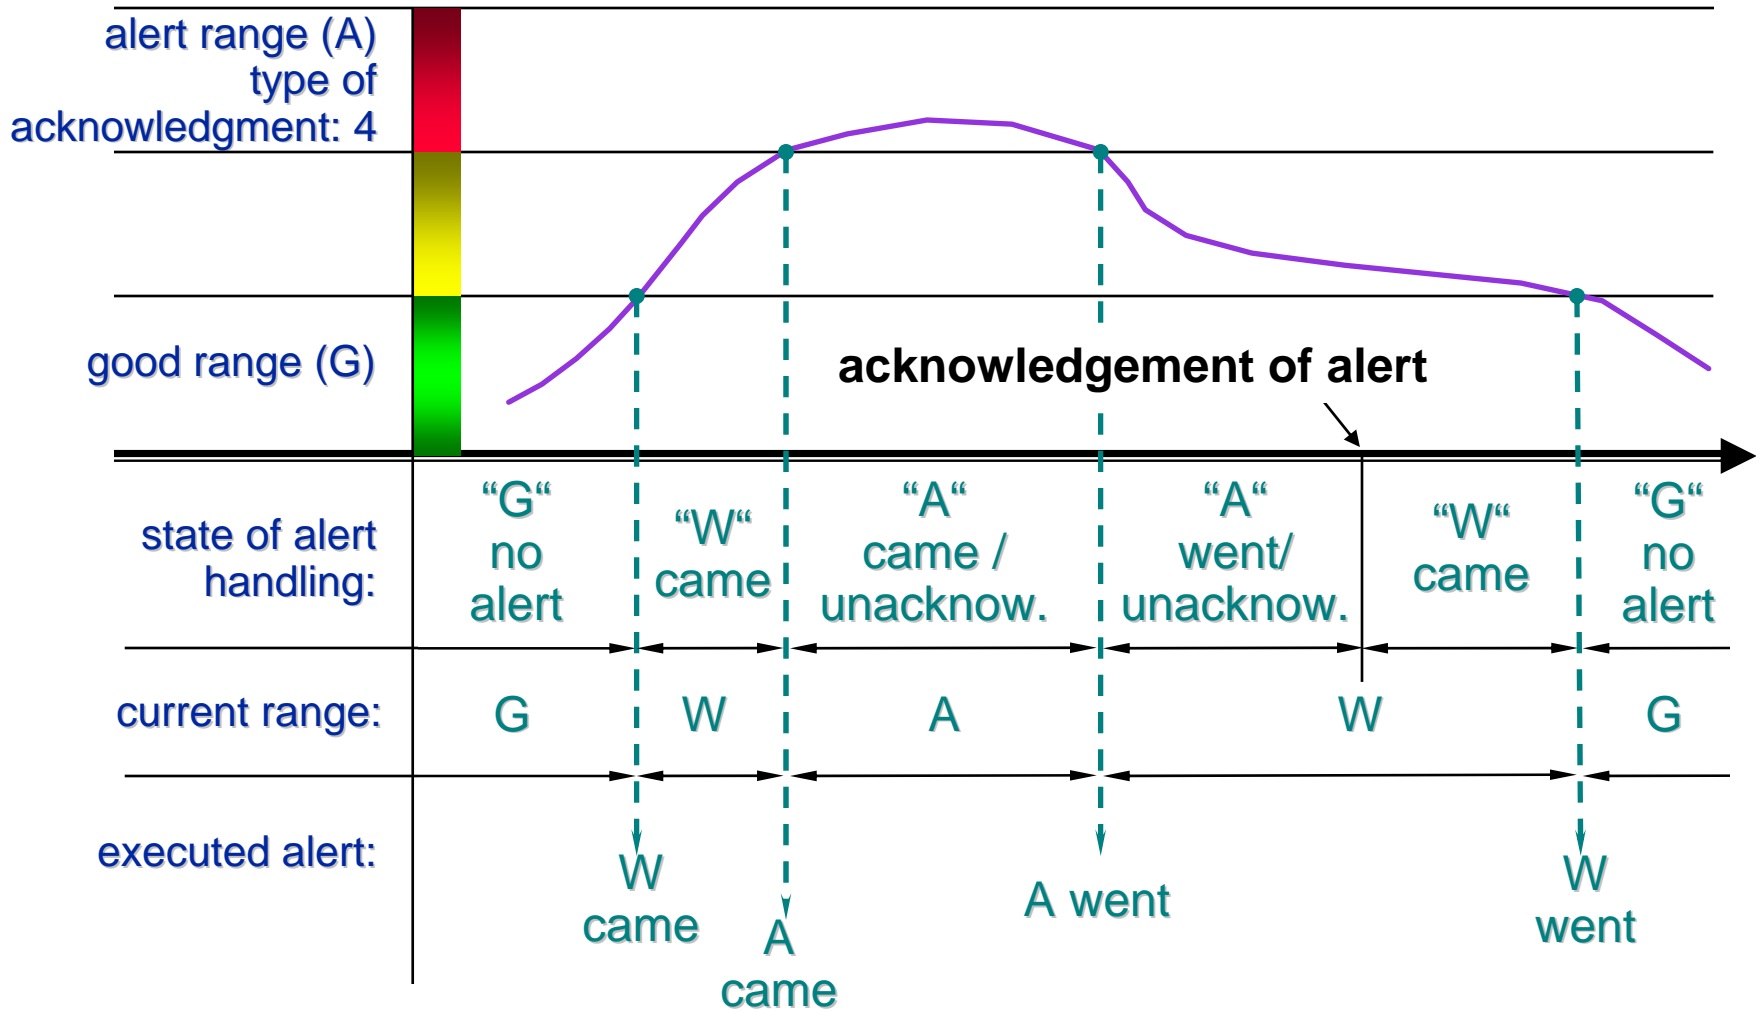 alert range (A)
type of
acknowledgment: 4
good range (G)
acknowledgement of alert
state of alert
handling:
“G“
no
alert
“W“
came
“A“
came /
unacknow.
“A“
went/
unacknow.
“W“
came
“G“
no
alert
current range:
G
W
A
W
G
executed alert:
W
came
A
came
A went
W
went